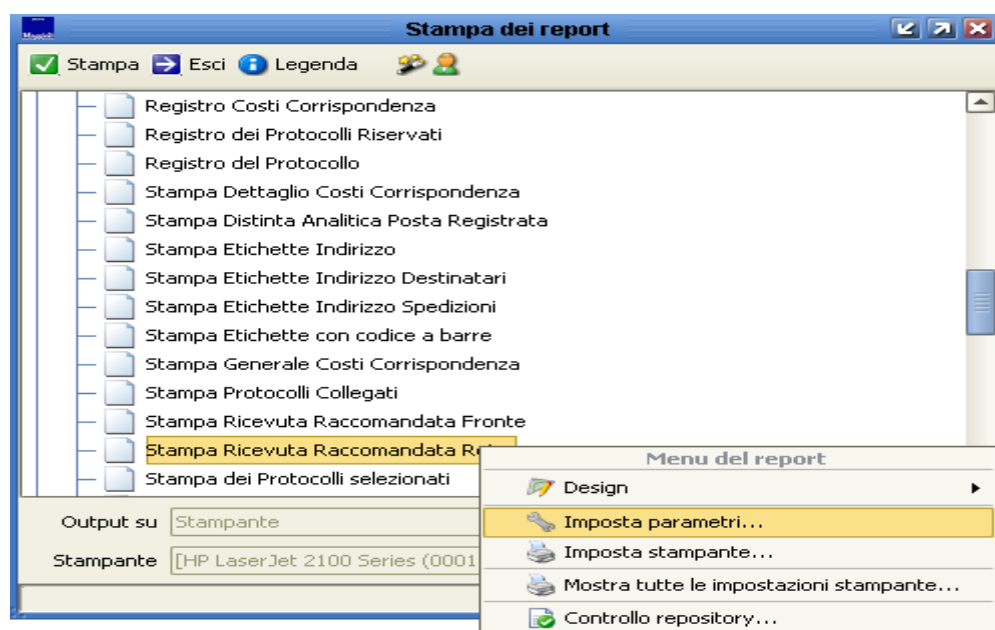 Stampa dei report
Stampa Esci Legenda
Registro Costi Corrispondenza
Registro dei Protocolli Riservati
Registro del Protocollo
Stampa Dettaglio Costi Corrispondenza
Stampa Distinta Analitica Posta Registrata
Stampa Etichette Indirizzo
Stampa Etichette Indirizzo Destinatari
Stampa Etichette Indirizzo Spedizioni
Stampa Etichette con codice a barre
Stampa Generale Costi Corrispondenza
Stampa Protocolli Collegati
Stampa Ricevuta Raccomandata Fronte
Stampa Ricevuta Raccomandata
Stampa dei Protocolli selezionati
Menu del report
Design
Imposta parametri...
Imposta stampante...
Mostra tutte le impostazioni stampante...
Controllo repository...
Output su Stampante
Stampante [HP LaserJet 2100 Series (0001